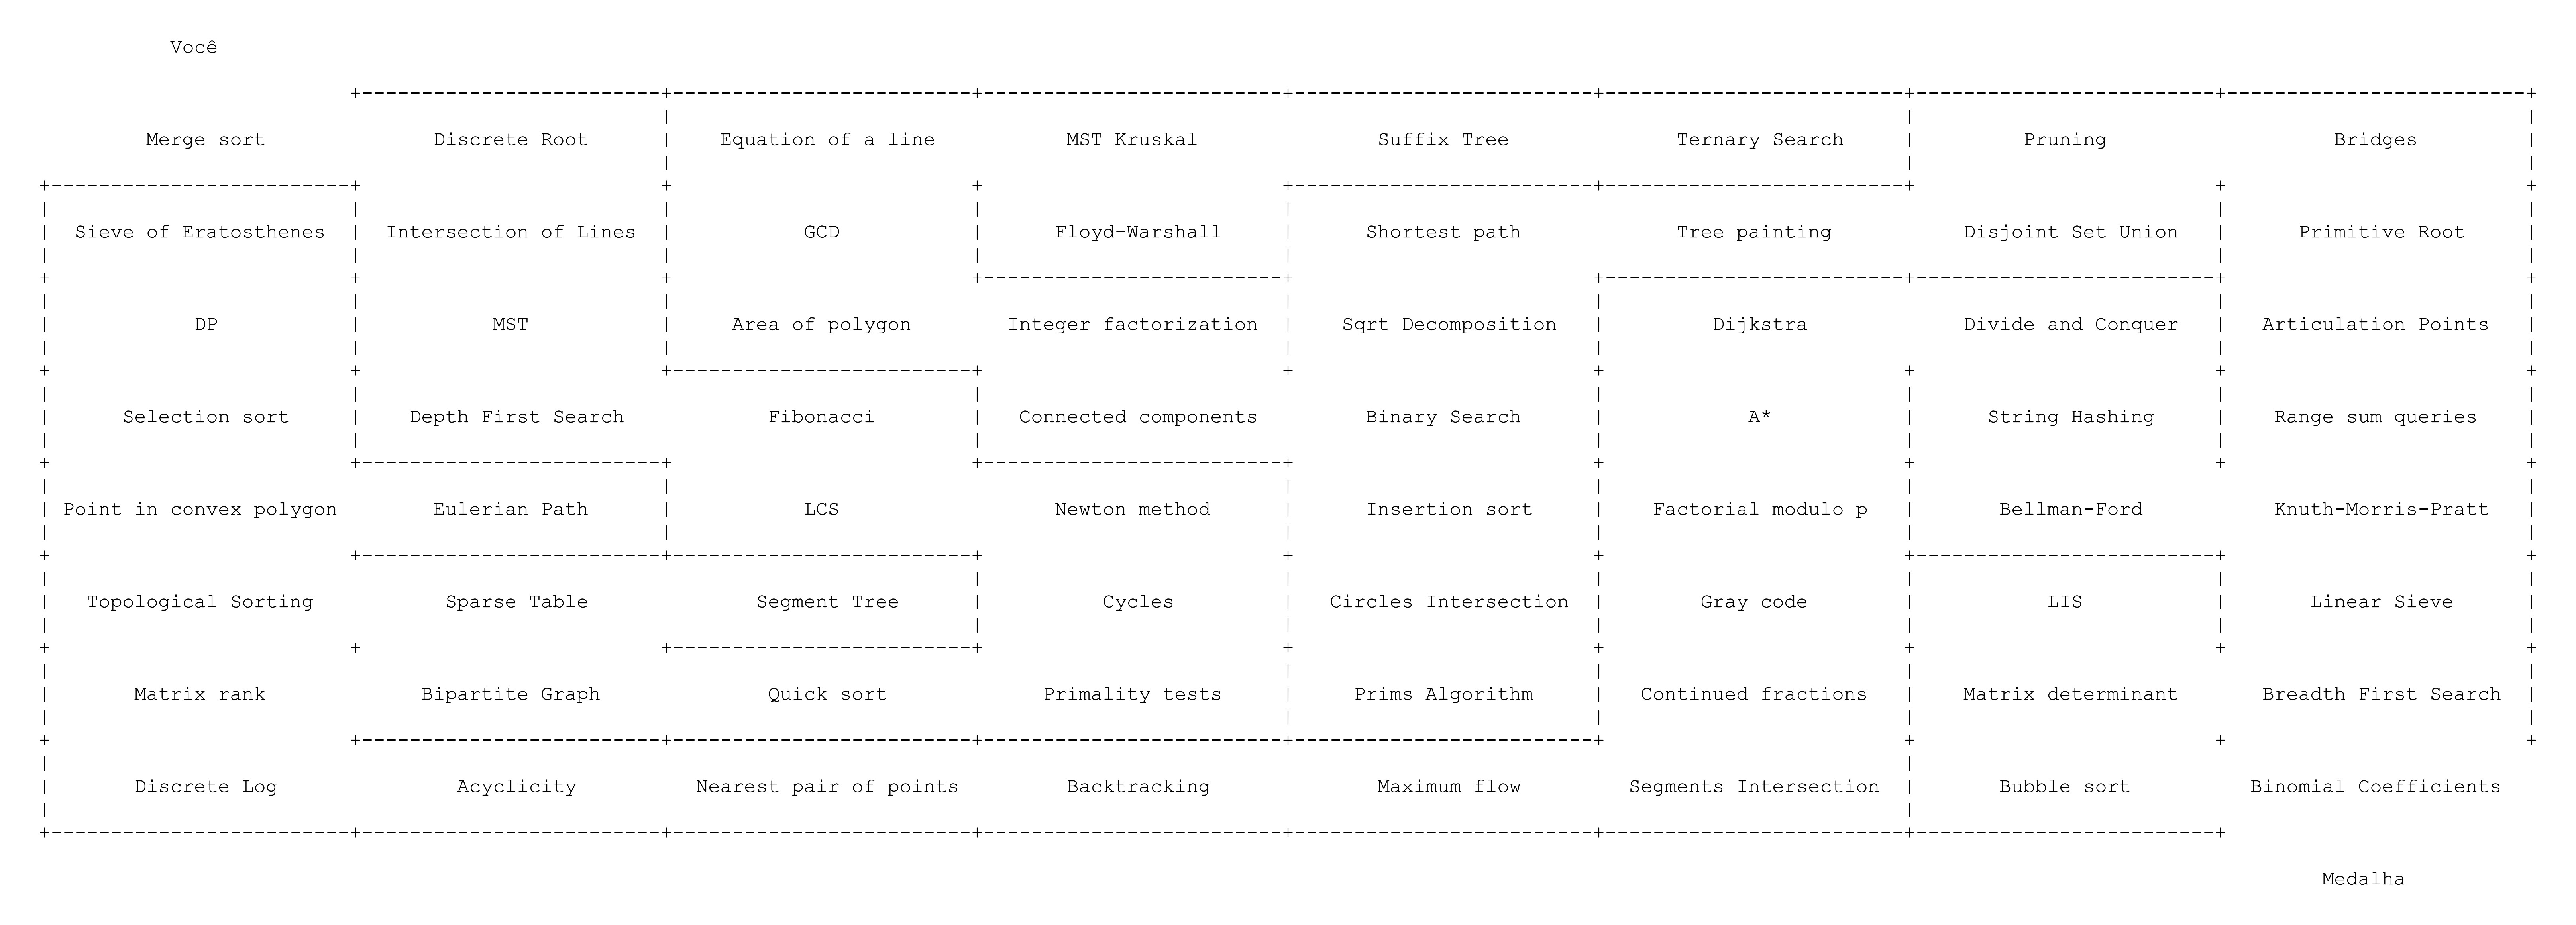 Você
Merge sort Discrete Root Equation of a line MST Kruskal Suffix Tree Ternary Search Pruning Bridges
Sieve of Eratosthenes Intersection of Lines GCD Floyd-Warshall Shortest path Tree painting Disjoint Set Union Primitive Root
DP MST Area of polygon Integer factorization Sqrt Decomposition Dijkstra Divide and Conquer Articulation Points
Selection sort Depth First Search Fibonacci Connected components Binary Search A* String Hashing Range sum queries
Point in convex polygon Eulerian Path LCS Newton method Insertion sort Factorial modulo p Bellman-Ford Knuth-Morris-Pratt
Topological Sorting Sparse Table Segment Tree Cycles Circles Intersection Gray code LIS Linear Sieve
Matrix rank Bipartite Graph Quick sort Primality tests Prims Algorithm Continued fractions Matrix determinant Breadth First Search
Discrete Log Acyclicity Nearest pair of points Backtracking Maximum flow Segments Intersection Bubble sort Binomial Coefficients
Medalha